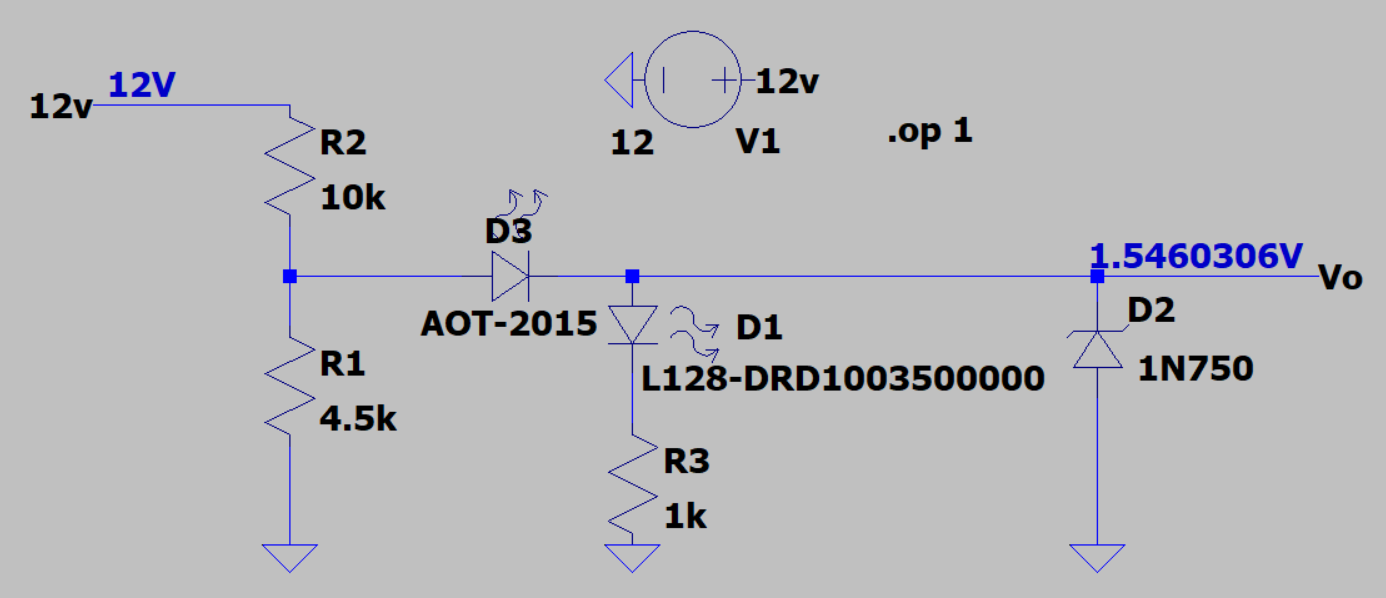 12V
12v
R2
10k
12v
12
V1
.op 1
D3
AOT-2015
1.5460306V
Vo
D1
L128-DRD1003500000
D2
1N750
R1
4.5k
R3
1k